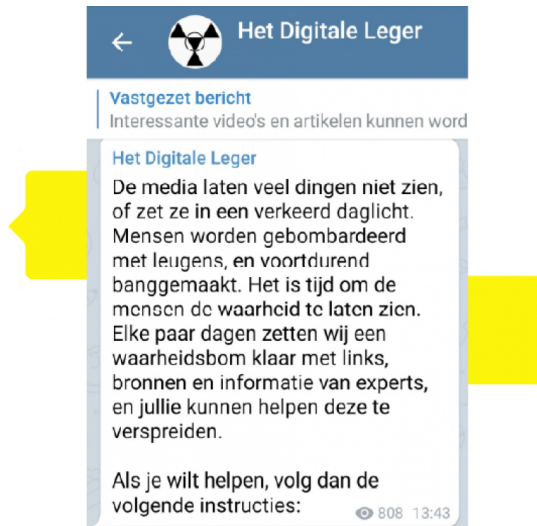 Het Digitale Leger
Vastgezet bericht
Interessante video's en artikelen kunnen word
Het Digitale Leger
De media laten veel dingen niet zien,
of zet ze in een verkeerd daglicht.
Mensen worden gebombardeerd
met leugens, en voortdurend
banggemaakt. Het is tijd om de
mensen de waarheid te laten zien.
Elke paar dagen zetten wij een
waarheidsbom klaar met links,
bronnen en informatie van experts,
en jullie kunnen helpen deze te
verspreiden.
Als je wilt helpen, volg dan de
volgende instructies:
808 13:43